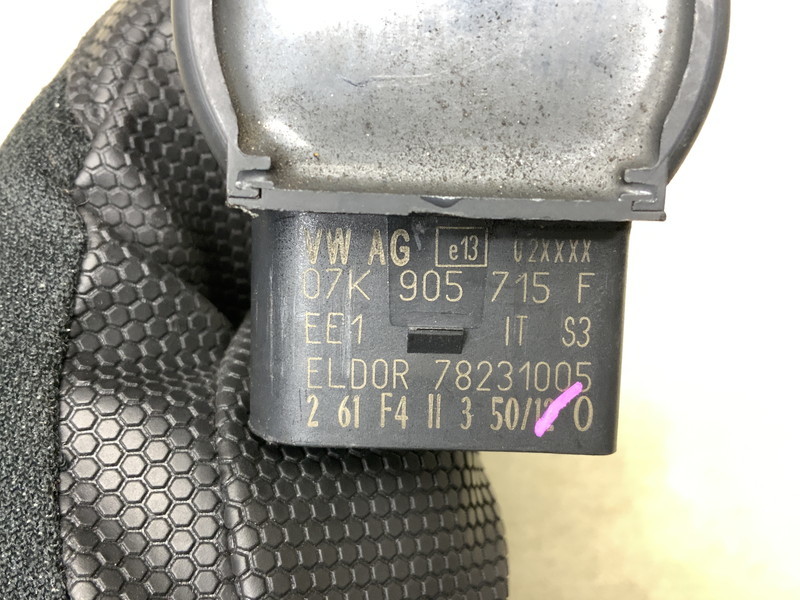 VW AG e13 02XXXX
07K 905 715 F
EE1 IT S3
ELDOR 78231005
2 61 F4 II 3 50/12 O